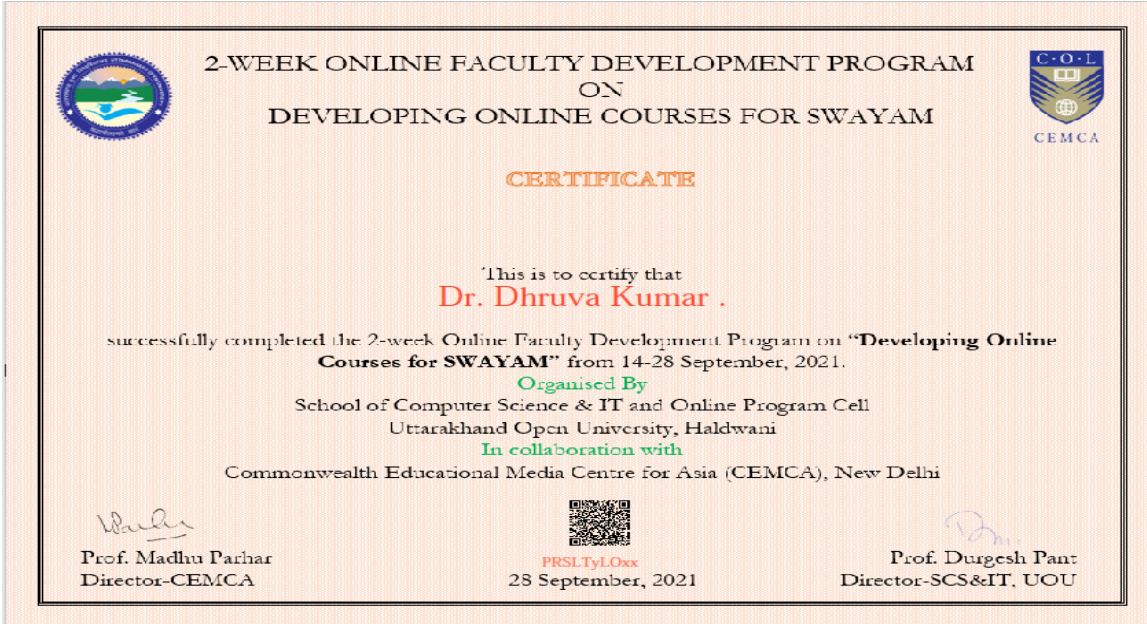 2-WEEK ONLINE FACULTY DEVELOPMENT PROGRAM
ON
DEVELOPING ONLINE COURSES FOR SWAYAM
C·O·L
CEMCA
CERTIFICATE
This is to certify that
Dr. Dhruva Kumar .
successfully completed the 2-week Online Faculty Development Program on “Developing Online
Courses for SWAYAM” from 14-28 September, 2021.
Organised By
School of Computer Science & IT and Online Program Cell
Uttarakhand Open University, Haldwani
In collaboration with
Commonwealth Educational Media Centre for Asia (CEMCA), New Delhi
Prof. Madhu Parhar
Director-CEMCA
PRSLTyLOxx
28 September, 2021
Prof. Durgesh Pant
Director-SCS&IT, UOU